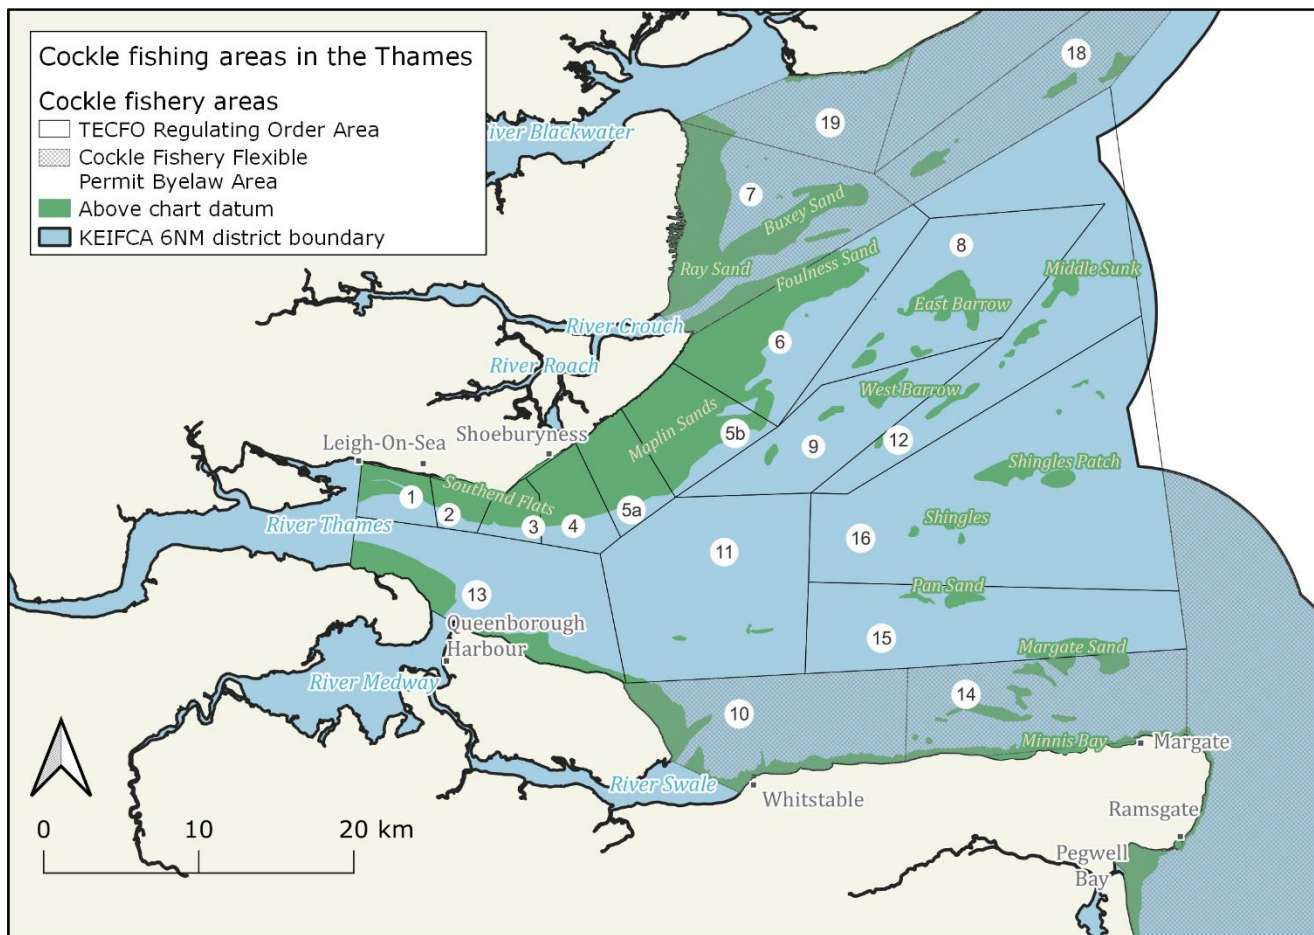 Cockle fishing areas in the Thames
Cockle fishery areas
TECFO Regulating Order Area
Cockle Fishery Flexible
Permit Byelaw Area
Above chart datum
KEIFCA 6NM district boundary
18
19
iver Blackwater
7
Buxey Sand
8
Ray Sand
Foulness Sand
Middle Sunk
East Barrow
River Crouch
6
River Roach
West Barrow
Maplin Sands
5b
9
12
Shoeburyness
Leigh-On-Sea
Shingles Patch
Southend Flats
1
2
3
4
5a
River Thames
Shingles
11
16
Pan Sand
13
Queenborough
Harbour
15
Margate Sand
River Medway
10
14
Minnis Bay
Margate
River Swale
Whitstable
Ramsgate
Pegwell
Bay
0 10 20 km